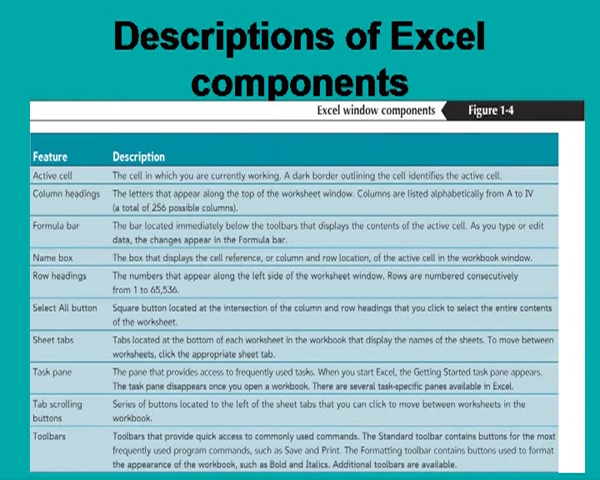 Descriptions of Excel
components
Excel window components Figure 1-4
Feature Description
Active cell The cell in which you are currently working. A dark border outlining the cell identifies the active cell.
Column headings The letters that appear along the top of the worksheet window. Columns are listed alphabetically from A to IV
(a total of 256 possible columns).
Formula bar The bar located immediately below the toolbars that displays the contents of the active cell. As you type or edit
data, the changes appear in the Formula bar.
Name box The box that displays the cell reference, or column and row location, of the active cell in the workbook window.
Row headings The numbers that appear along the left side of the worksheet window. Rows are numbered consecutively
from 1 to 65,536.
Select All button Square button located at the intersection of the column and row headings that you click to select the entire contents
of the worksheet.
Sheet tabs Tabs located at the bottom of each worksheet in the workbook that display the names of the sheets. To move between
worksheets, click the appropriate sheet tab.
Task pane The pane that provides access to frequently used tasks. When you start Excel, the Getting Started task pane appears.
The task pane disappears once you open a workbook. There are several task-specific panes available in Excel.
Tab scrolling Series of buttons located to the left of the sheet tabs that you can click to move between worksheets in the
buttons workbook.
Toolbars Toolbars that provide quick access to commonly used commands. The Standard toolbar contains buttons for the most
frequently used program commands, such as Save and Print. The Formatting toolbar contains buttons used to format
the appearance of the workbook, such as Bold and Italics. Additional toolbars are available.